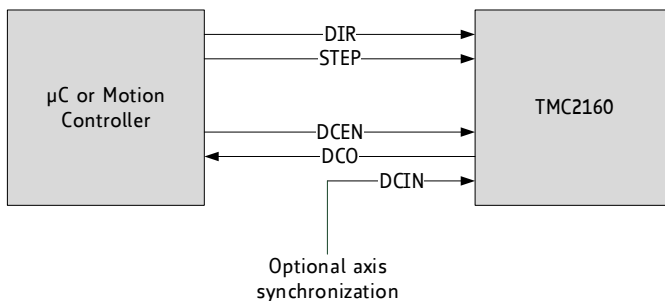 DIR
STEP
µC or Motion
Controller
TMC2160
DCEN
DCO
DCIN
Optional axis
synchronization